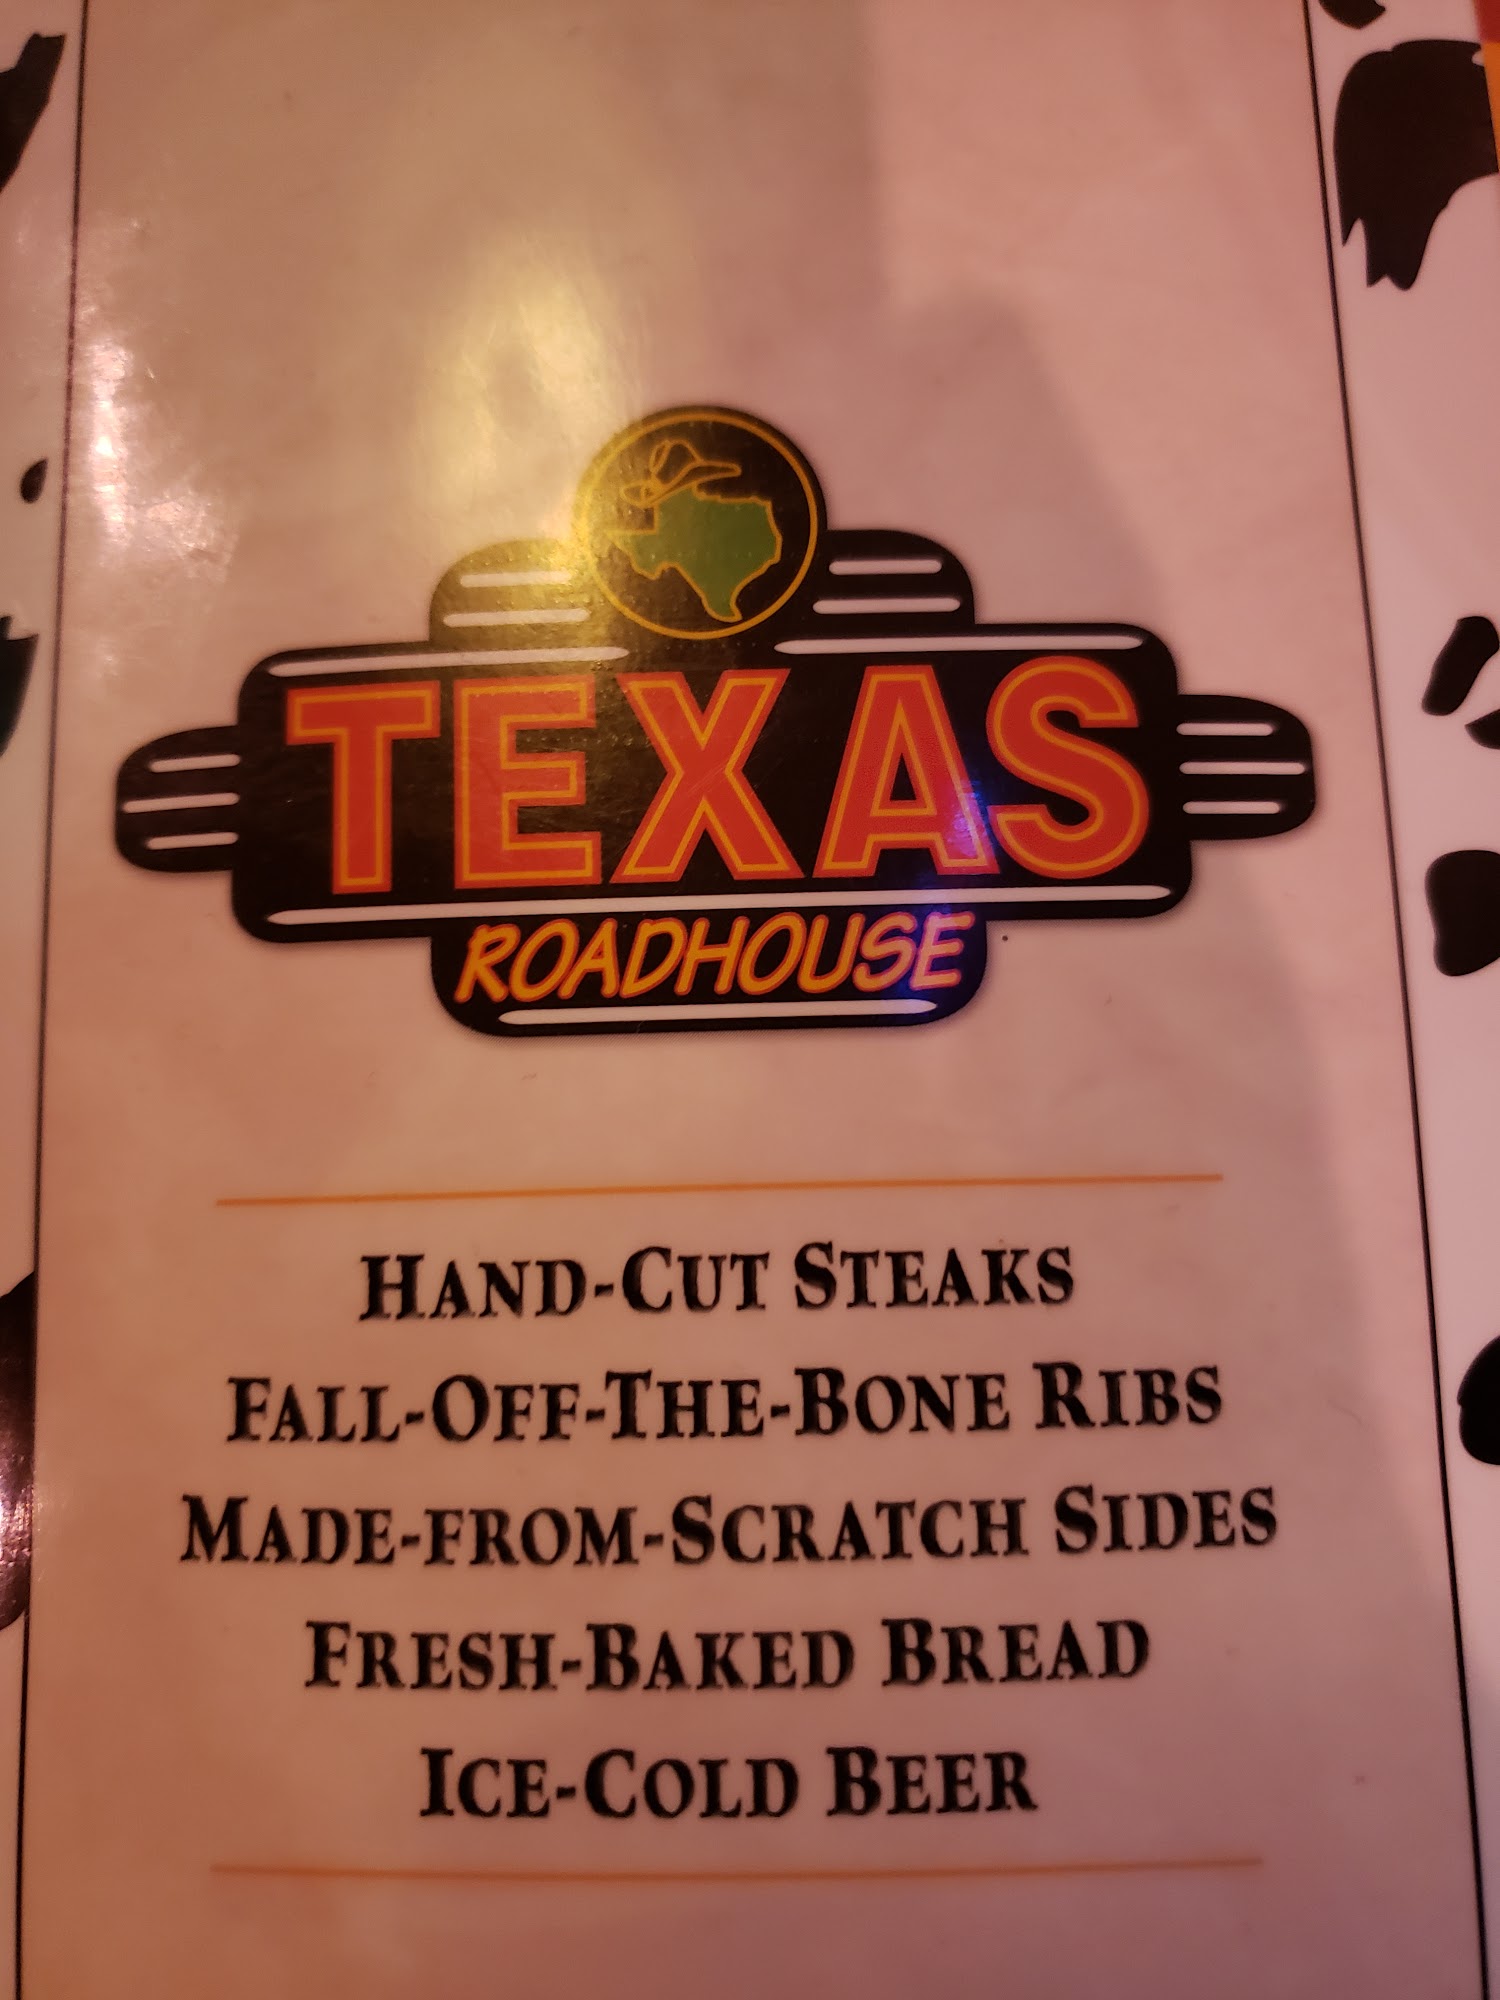 TEXAS
ROADHOUSE
HAND-CUT STEAKS
FALL-OFF-THE-BONE RIBS
MADE-FROM-SCRATCH SIDES
FRESH-BAKED BREAD
ICE-COLD BEER